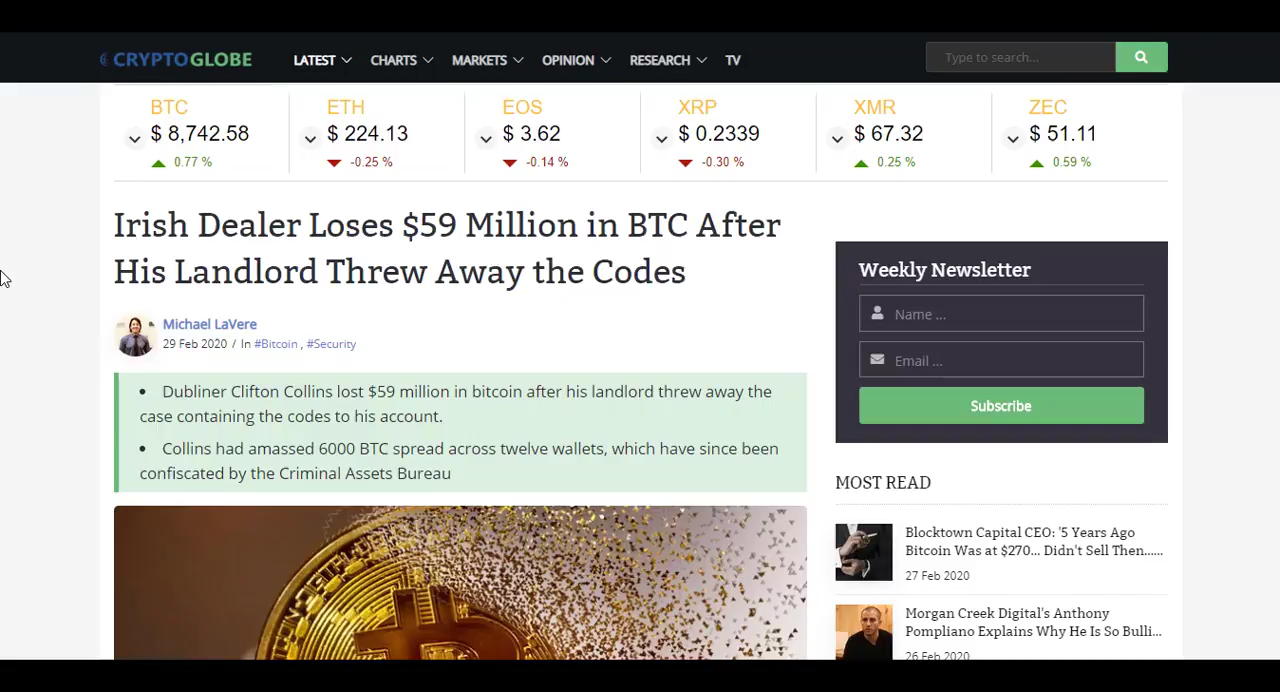 CRYPTOGLOBE LATEST CHARTS MARKETS OPINION RESEARCH TV Type to search...
BTC ETH EOS XRP XMR ZEC
$ 8,742.58 $ 224.13 $ 3.62 $ 0.2339 $ 67.32 $ 51.11
0.77 % -0.25 % -0.14 % -0.30 % 0.25 % 0.59 %
Irish Dealer Loses $59 Million in BTC After
His Landlord Threw Away the Codes
Michael LaVere
29 Feb 2020 / In #Bitcoin , #Security
• Dubliner Clifton Collins lost $59 million in bitcoin after his landlord threw away the
case containing the codes to his account.
• Collins had amassed 6000 BTC spread across twelve wallets, which have since been
confiscated by the Criminal Assets Bureau
Weekly Newsletter
Name ...
Email ...
Subscribe
MOST READ
Blocktown Capital CEO: '5 Years Ago
Bitcoin Was at $270... Didn't Sell Then......
27 Feb 2020
Morgan Creek Digital's Anthony
Pompliano Explains Why He Is So Bulli...
26 Feb 2020